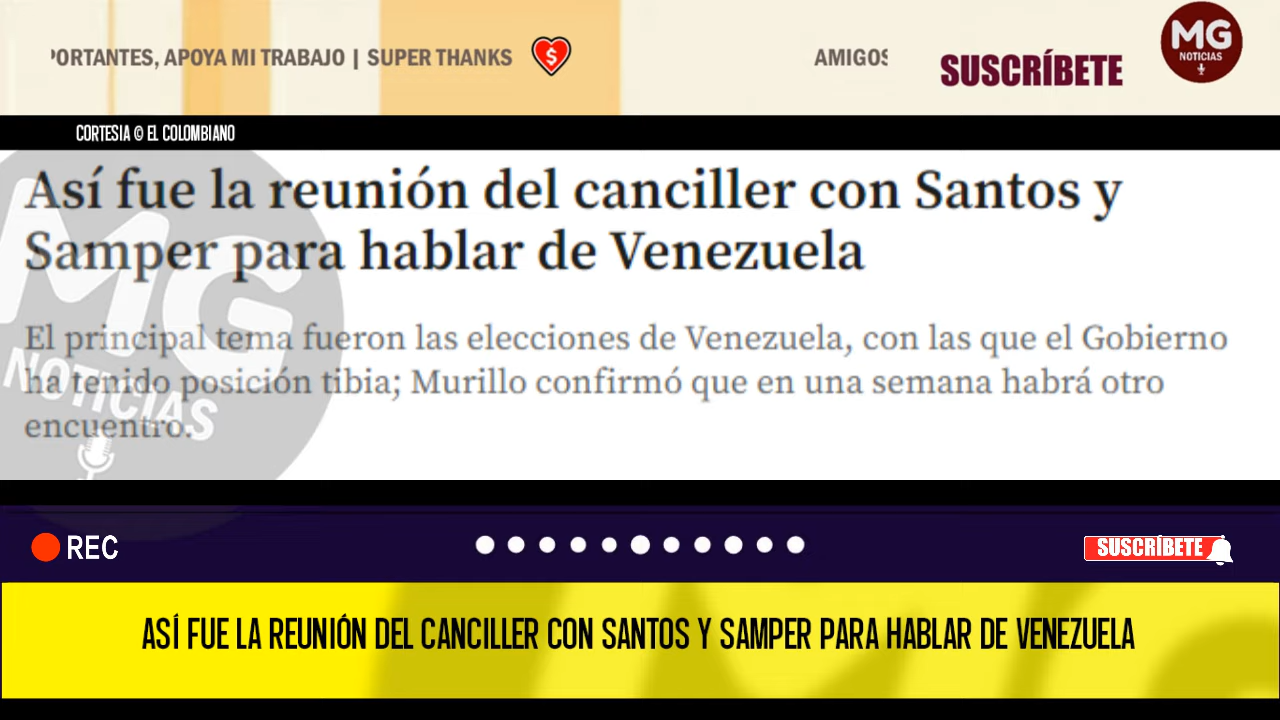 PORTANTES, APOYA MI TRABAJO | SUPER THANKS
AMIGOS
SUSCRÍBETE
MG
NOTICIAS
CORTESIA © EL COLOMBIANO
Así fue la reunión del canciller con Santos y
Samper para hablar de Venezuela
El principal tema fueron las elecciones de Venezuela, con las que el Gobierno
ha tenido posición tibia; Murillo confirmó que en una semana habrá otro
encuentro.
MG
NOTICIAS
REC
SUSCRÍBETE
ASÍ FUE LA REUNIÓN DEL CANCILLER CON SANTOS Y SAMPER PARA HABLAR DE VENEZUELA